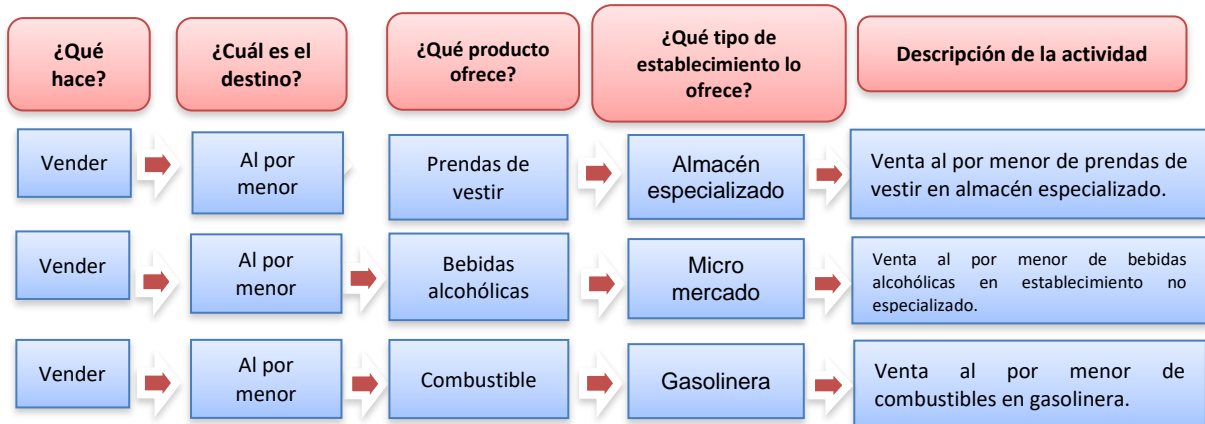 ¿Qué
hace?
¿Cuál es el
destino?
¿Qué producto
ofrece?
¿Qué tipo de
establecimiento lo
ofrece?
Descripción de la actividad
Vender
Al por
menor
Prendas de
vestir
Almacén
especializado
Venta al por menor de prendas de
vestir en almacén especializado.
Vender
Al por
menor
Bebidas
alcohólicas
Micro
mercado
Venta al por menor de bebidas
alcohólicas en establecimiento no
especializado.
Vender
Al por
menor
Combustible
Gasolinera
Venta al por menor de
combustibles en gasolinera.